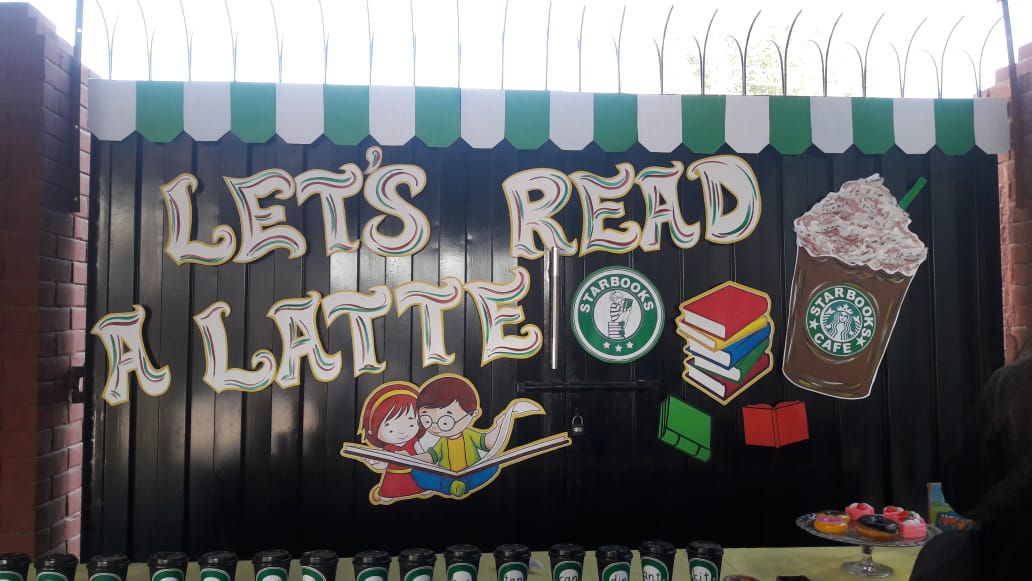 LET'S READ
A LATTE
STARBOOKS
STARBOOKS
CAFE